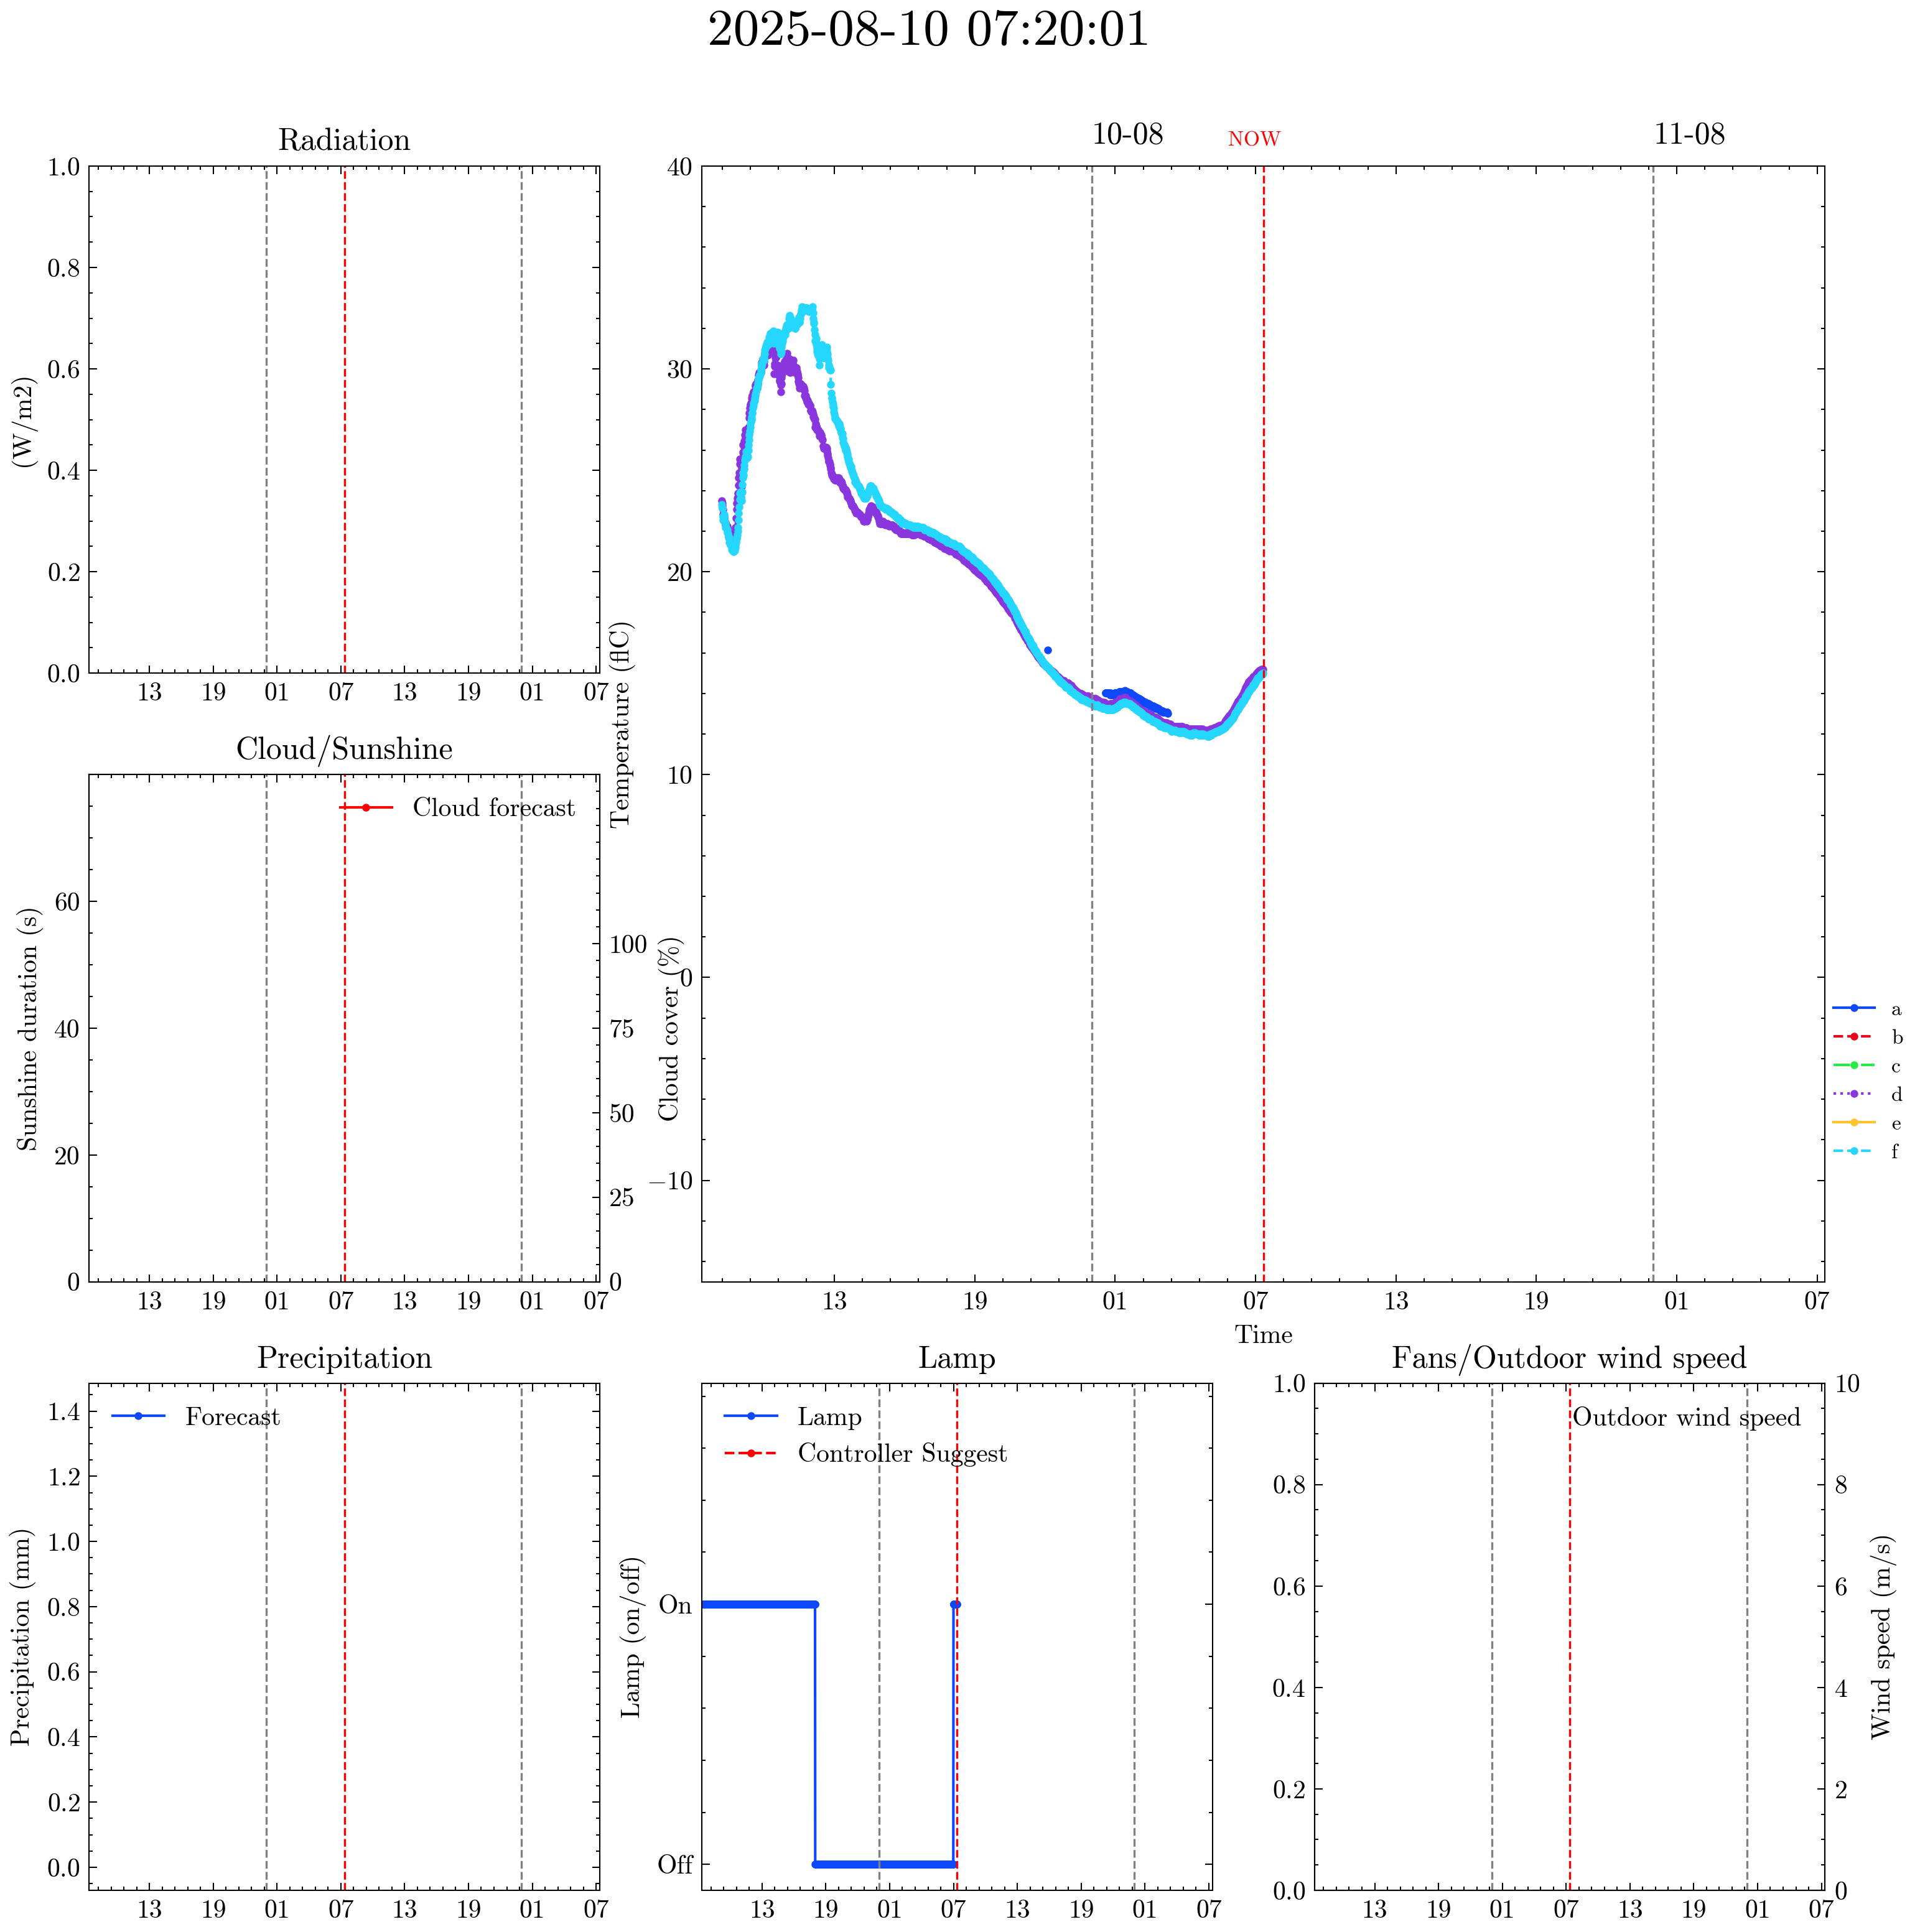 2025-08-10 07:20:01
Radiation
1.0
0.8
0.6
0.4
0.2
0.0
(W/m2)
13 19 01 07 13 19 01 07
10-08 NOW 11-08
40
30
20
10
0
−10
Temperature (flC)
13 19 01 07 13 19 01 07
Time
a
b
c
d
e
f
Cloud/Sunshine
Cloud forecast
60
40
20
0
Sunshine duration (s)
100
75
50
25
0
Cloud cover (%)
13 19 01 07 13 19 01 07
Precipitation
Forecast
1.4
1.2
1.0
0.8
0.6
0.4
0.2
0.0
Precipitation (mm)
13 19 01 07 13 19 01 07
Lamp
Lamp
Controller Suggest
On
Off
Lamp (on/off)
13 19 01 07 13 19 01 07
Fans/Outdoor wind speed
Outdoor wind speed
1.0
0.8
0.6
0.4
0.2
0.0
10
8
6
4
2
0
Wind speed (m/s)
13 19 01 07 13 19 01 07